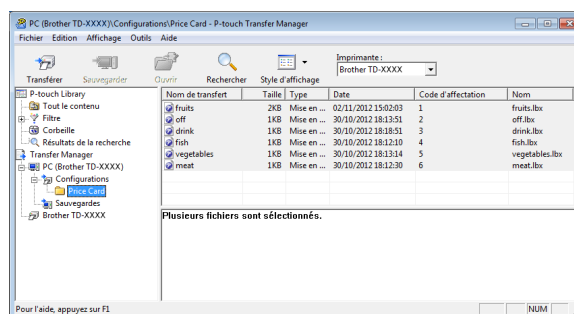 PC (Brother TD-XXXX)\Configurations\Price Card - P-touch Transfer Manager
Fichier Edition Affichage Outils Aide
Transférer Sauvegarder Ouvrir Rechercher Style d'affichage
Imprimante :
Brother TD-XXXX
P-touch Library
Tout le contenu
Filtre
Corbeille
Résultats de la recherche
Transfer Manager
PC (Brother TD-XXXX)
Configurations
Price Card
Sauvegardes
Brother TD-XXXX
Nom de transfert Taille Type Date Code d'affectation Nom
fruits 2KB Mise en ... 02/11/2012 15:02:03 1 fruits.lbx
off 1KB Mise en ... 30/10/2012 18:13:51 2 off.lbx
drink 1KB Mise en ... 30/10/2012 18:18:51 3 drink.lbx
fish 1KB Mise en ... 30/10/2012 18:12:10 4 fish.lbx
vegetables 1KB Mise en ... 30/10/2012 18:13:14 5 vegetables.lbx
meat 1KB Mise en ... 30/10/2012 18:12:30 6 meat.lbx
Plusieurs fichiers sont sélectionnés.
Pour l'aide, appuyez sur F1
NUM